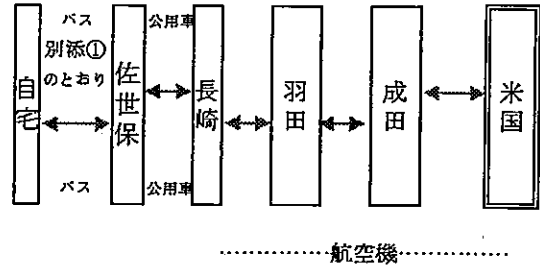 バス
公用車
別添①
のとおり
自宅
佐世保
長崎
羽田
成田
米国
バス
公用車
航空機